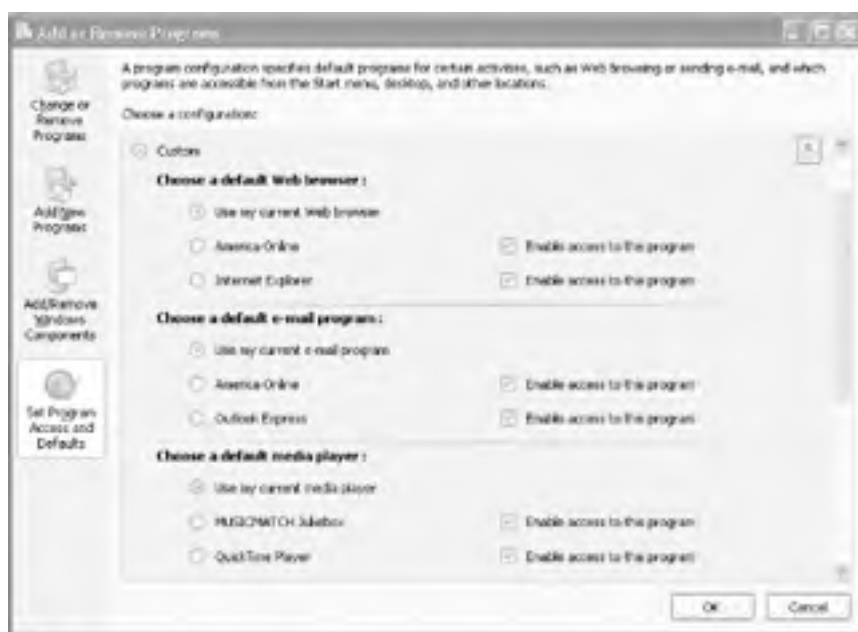 Add or Remove Programs
Change or
Remove
Programs
Add New
Programs
Add/Remove
Windows
Components
Set Program
Access and
Defaults
A program configuration specifies default programs for certain activities, such as Web browsing or sending e-mail, and which
programs are accessible from the Start menu, desktop, and other locations.
Choose a configuration:
Custom
Choose a default Web browser :
Use my current Web browser
America Online Enable access to this program
Internet Explorer Enable access to this program
Choose a default e-mail program :
Use my current e-mail program
America Online Enable access to this program
Outlook Express Enable access to this program
Choose a default media player :
Use my current media player
MUSICMATCH Jukebox Enable access to this program
QuickTime Player Enable access to this program
OK Cancel